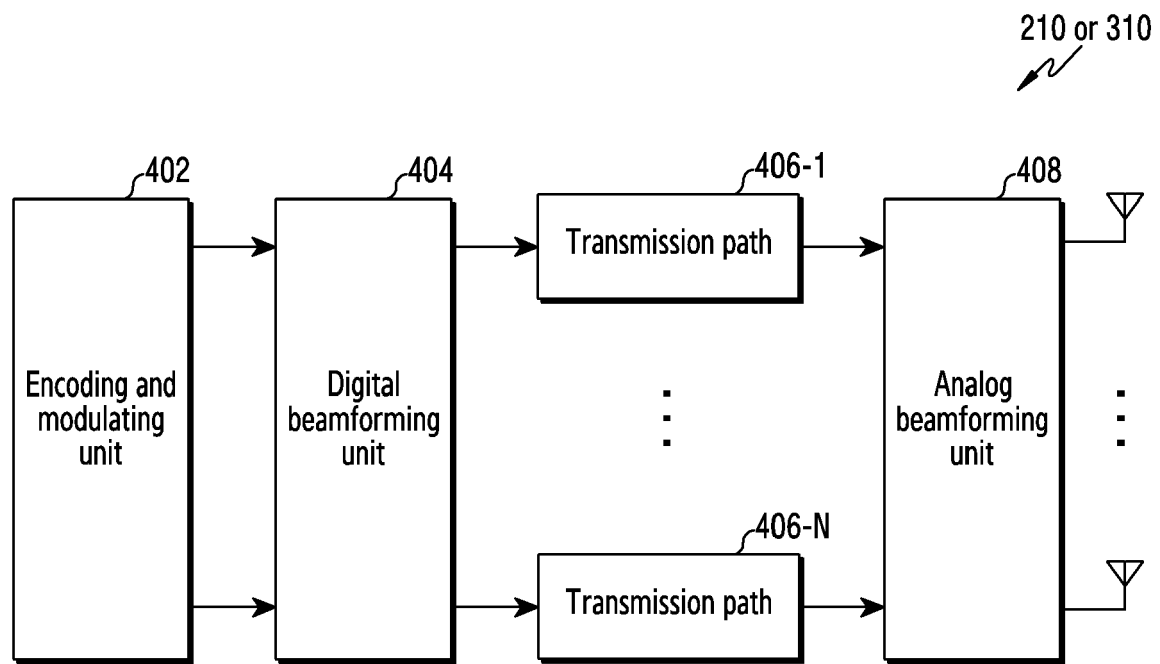 210 or 310
402
404
406-1
408
Transmission path
Encoding and
modulating
unit
Digital
beamforming
unit
Analog
beamforming
unit
406-N
Transmission path